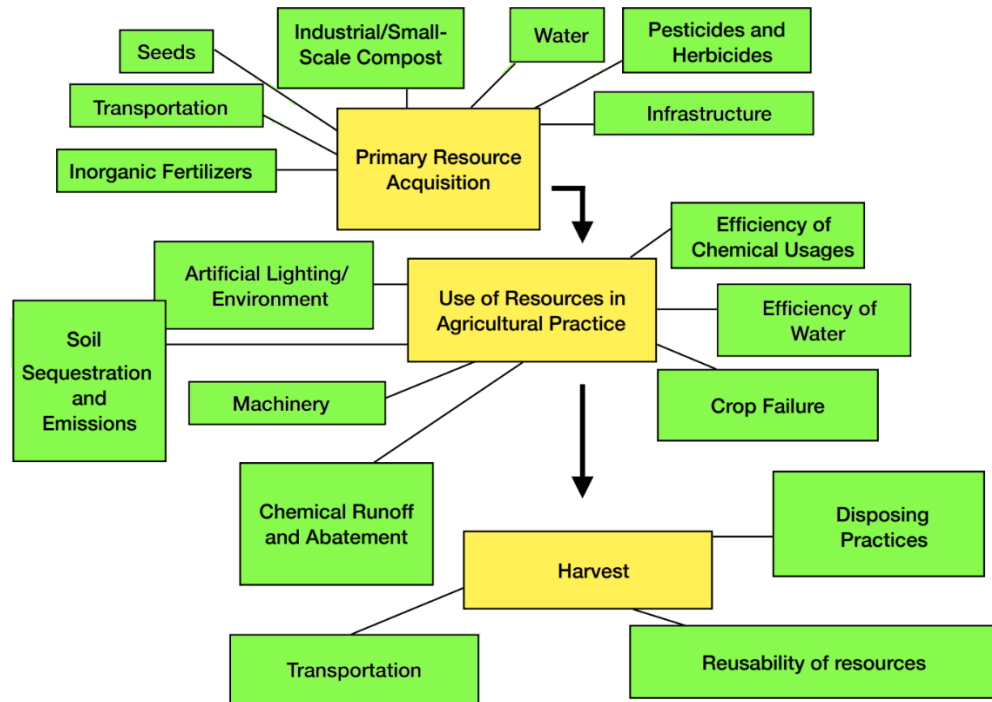 Industrial/Small-
Scale Compost
Water
Pesticides and
Herbicides
Seeds
Transportation
Infrastructure
Inorganic Fertilizers
Primary Resource
Acquisition
Efficiency of
Chemical Usages
Artificial Lighting/
Environment
Use of Resources in
Agricultural Practice
Efficiency of
Water
Soil
Sequestration
and
Emissions
Machinery
Crop Failure
Chemical Runoff
and Abatement
Disposing
Practices
Harvest
Transportation
Reusability of resources